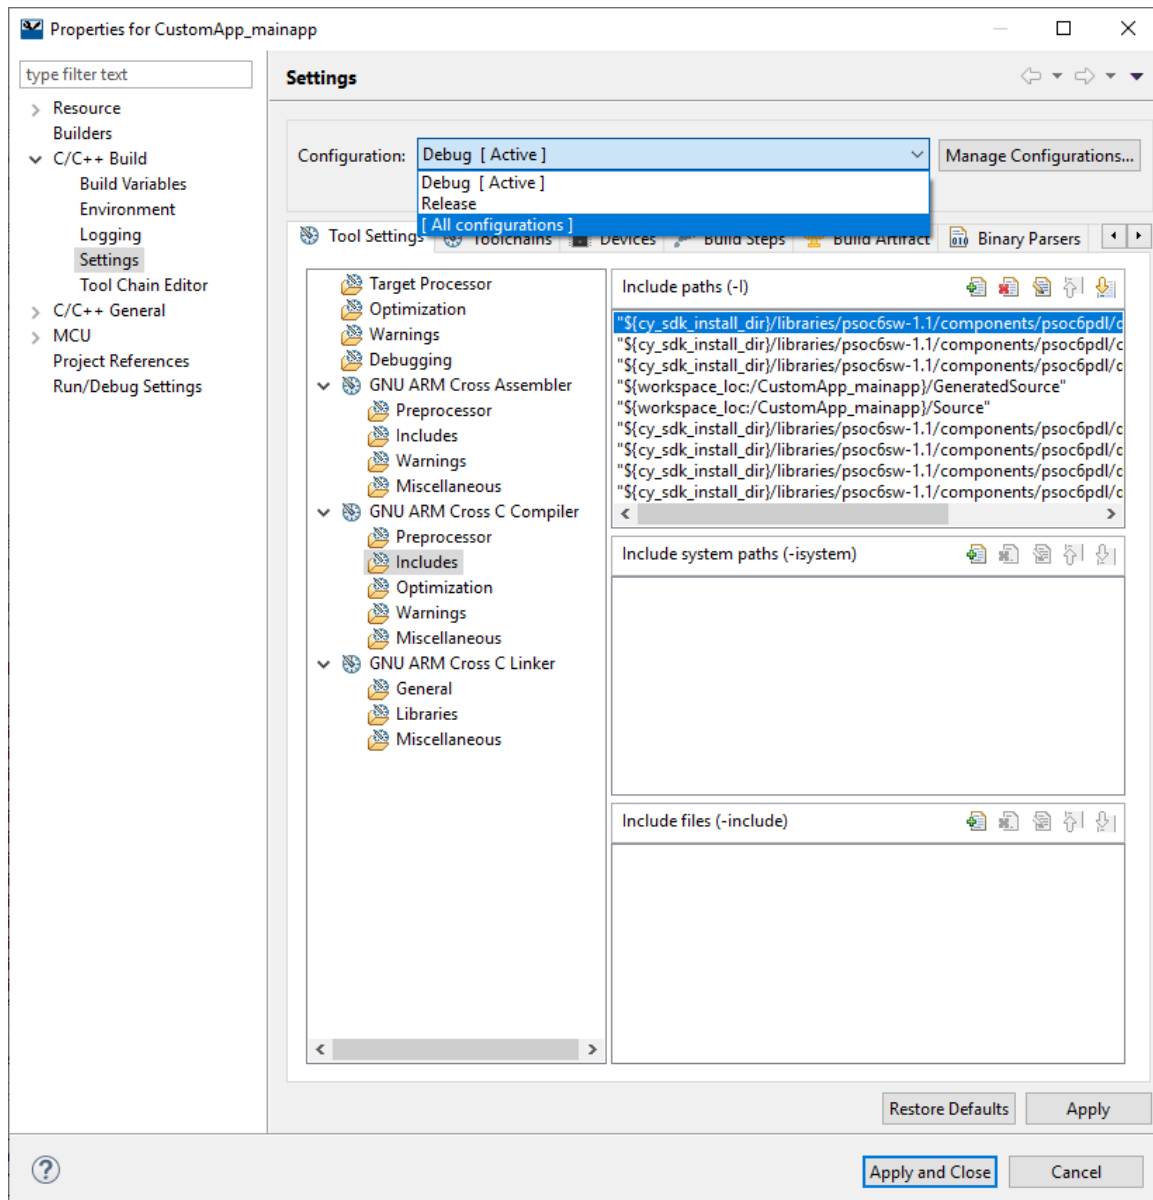 Properties for CustomApp_mainapp
type filter text
Resource
Builders
C/C++ Build
Build Variables
Environment
Logging
Settings
Tool Chain Editor
C/C++ General
MCU
Project References
Run/Debug Settings
Settings
Configuration:
Debug [ Active ]
Manage Configurations...
Debug [ Active ]
Release
[ All configurations ]
Tool Settings
Toolchains
Devices
Build Steps
Build Artifact
Binary Parsers
Target Processor
Optimization
Warnings
Debugging
GNU ARM Cross Assembler
Preprocessor
Includes
Warnings
Miscellaneous
GNU ARM Cross C Compiler
Preprocessor
Includes
Optimization
Warnings
Miscellaneous
GNU ARM Cross C Linker
General
Libraries
Miscellaneous
Include paths (-I)
"${cy_sdk_install_dir}/libraries/psoc6sw-1.1/components/psoc6pdl/c
"${cy_sdk_install_dir}/libraries/psoc6sw-1.1/components/psoc6pdl/c
"${cy_sdk_install_dir}/libraries/psoc6sw-1.1/components/psoc6pdl/c
"${workspace_loc:/CustomApp_mainapp}/GeneratedSource"
"${workspace_loc:/CustomApp_mainapp}/Source"
"${cy_sdk_install_dir}/libraries/psoc6sw-1.1/components/psoc6pdl/c
"${cy_sdk_install_dir}/libraries/psoc6sw-1.1/components/psoc6pdl/c
"${cy_sdk_install_dir}/libraries/psoc6sw-1.1/components/psoc6pdl/c
"${cy_sdk_install_dir}/libraries/psoc6sw-1.1/components/psoc6pdl/c
Include system paths (-isystem)
Include files (-include)
Restore Defaults
Apply
Apply and Close
Cancel